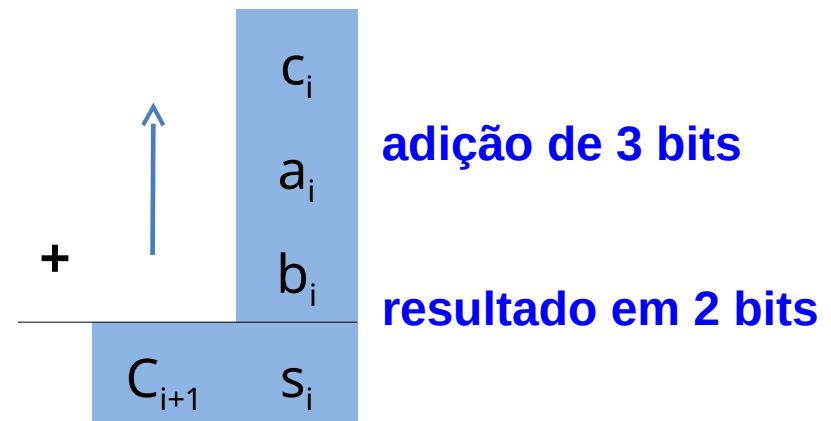 cᵢ
adição de 3 bits
aᵢ
+
bᵢ
resultado em 2 bits
Cᵢ₊₁ sᵢ